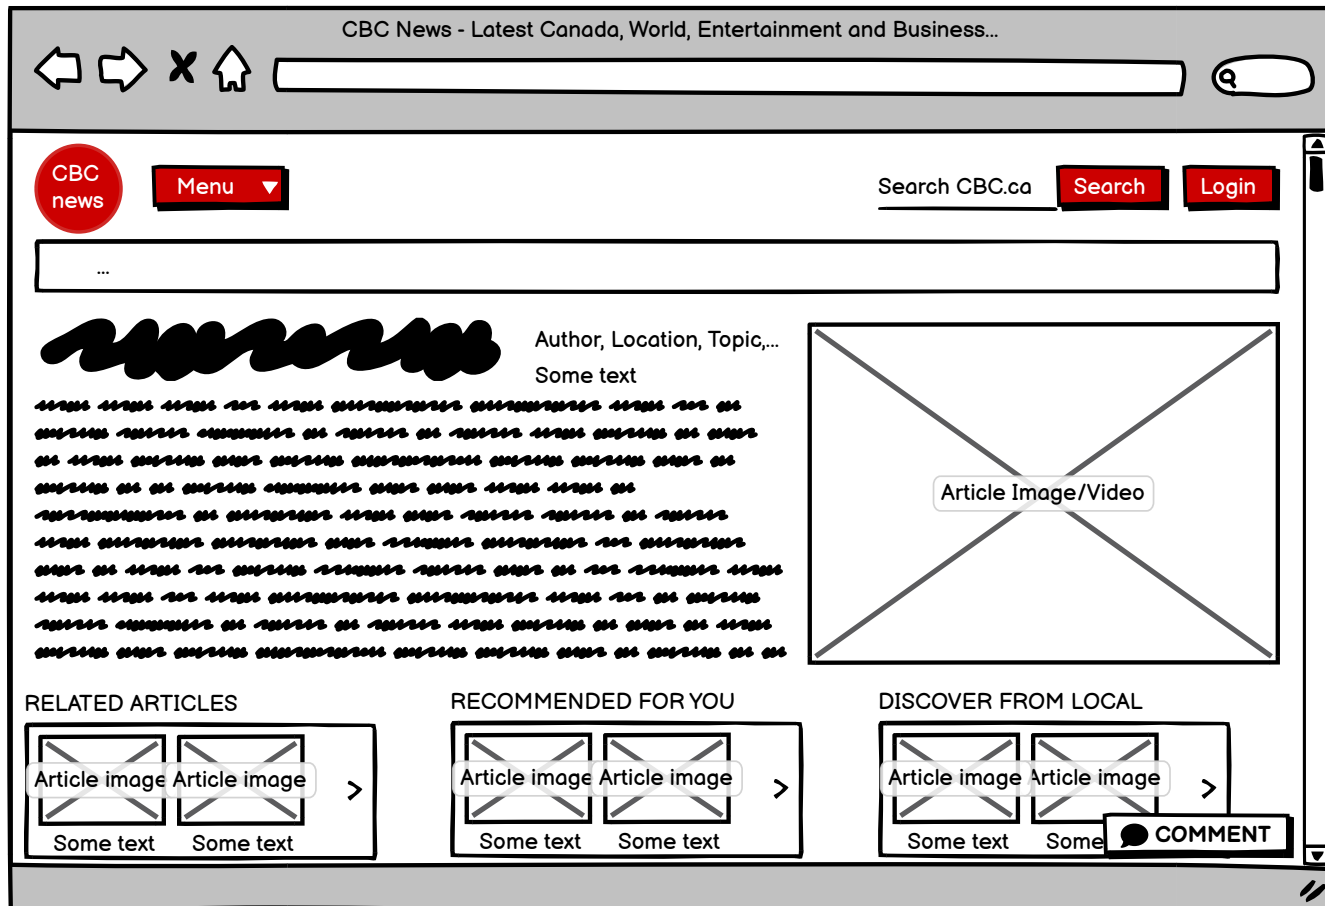 CBC News - Latest Canada, World, Entertainment and Business...
CBC
news
Menu
Search CBC.ca
Search
Login
...
Author, Location, Topic,...
Some text
Article Image/Video
RELATED ARTICLES
RECOMMENDED FOR YOU
DISCOVER FROM LOCAL
Article image
Article image
>
Article image
Article image
>
Article image
Article image
>
Some text
Some text
Some text
Some text
Some text
Some
COMMENT